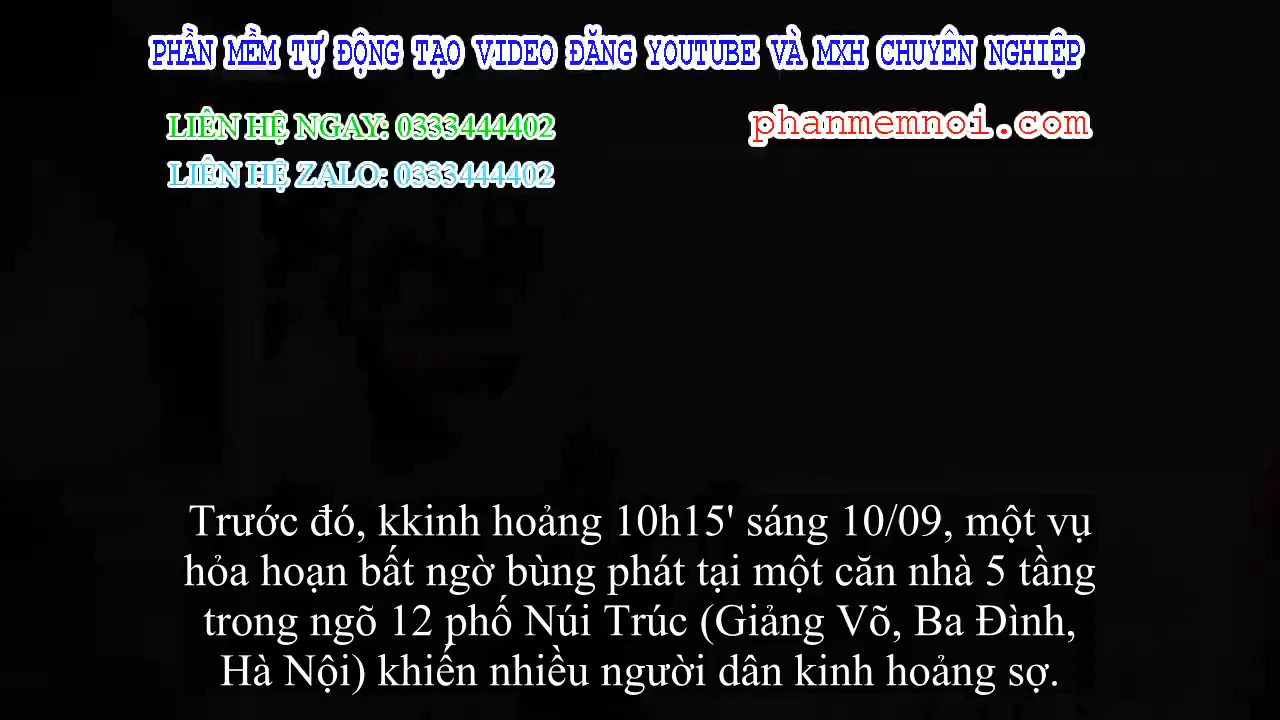 PHẦN MỀM TỰ ĐỘNG TẠO VIDEO ĐĂNG YOUTUBE VÀ MXH CHUYÊN NGHIỆP
LIÊN HỆ NGAY: 0333444402
phanmemnoi.com
LIÊN HỆ ZALO: 0333444402
Trước đó, kkinh hoảng 10h15' sáng 10/09, một vụ
hỏa hoạn bất ngờ bùng phát tại một căn nhà 5 tầng
trong ngõ 12 phố Núi Trúc (Giảng Võ, Ba Đình,
Hà Nội) khiến nhiều người dân kinh hoảng sợ.